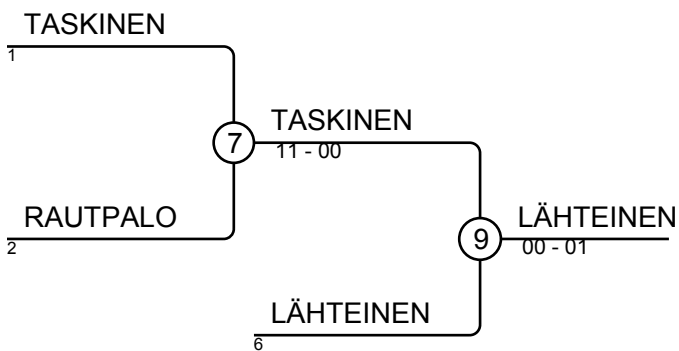 TASKINEN
1
7
TASKINEN
11 - 00
RAUTPALO
2
9
LÄHTEINEN
00 - 01
LÄHTEINEN
6